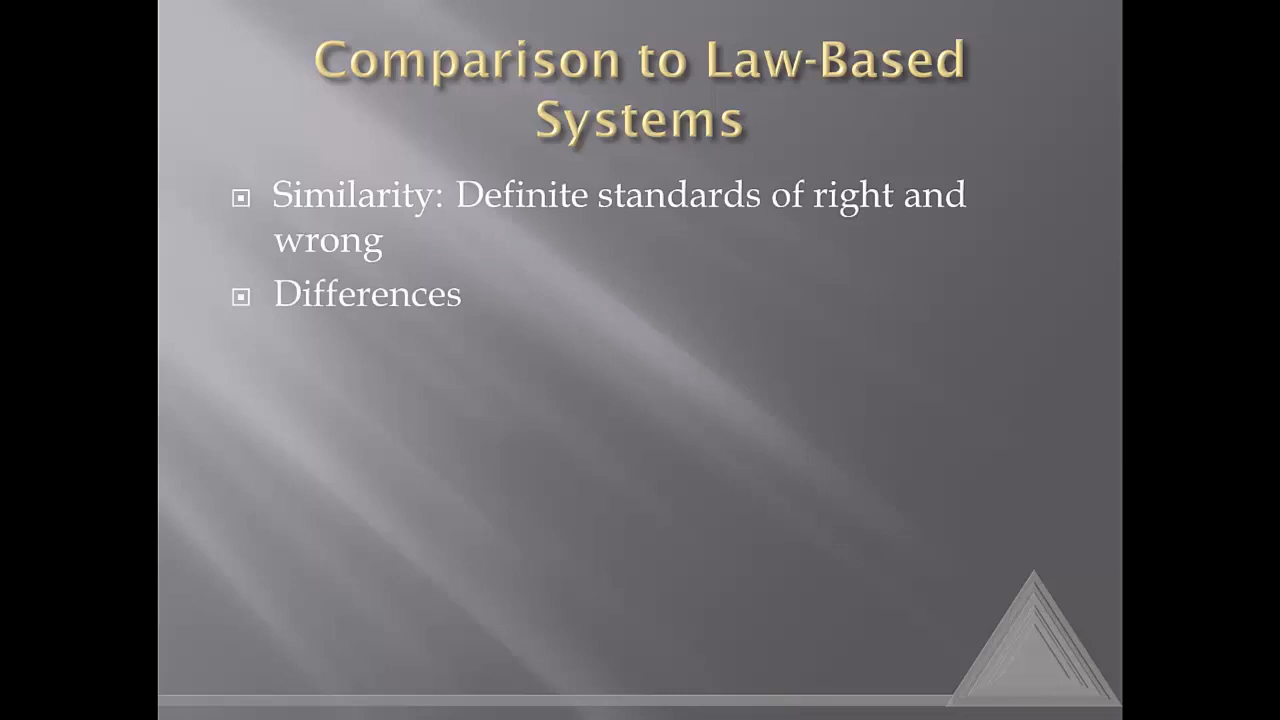 Comparison to Law-Based
Systems
Similarity: Definite standards of right and
wrong
Differences